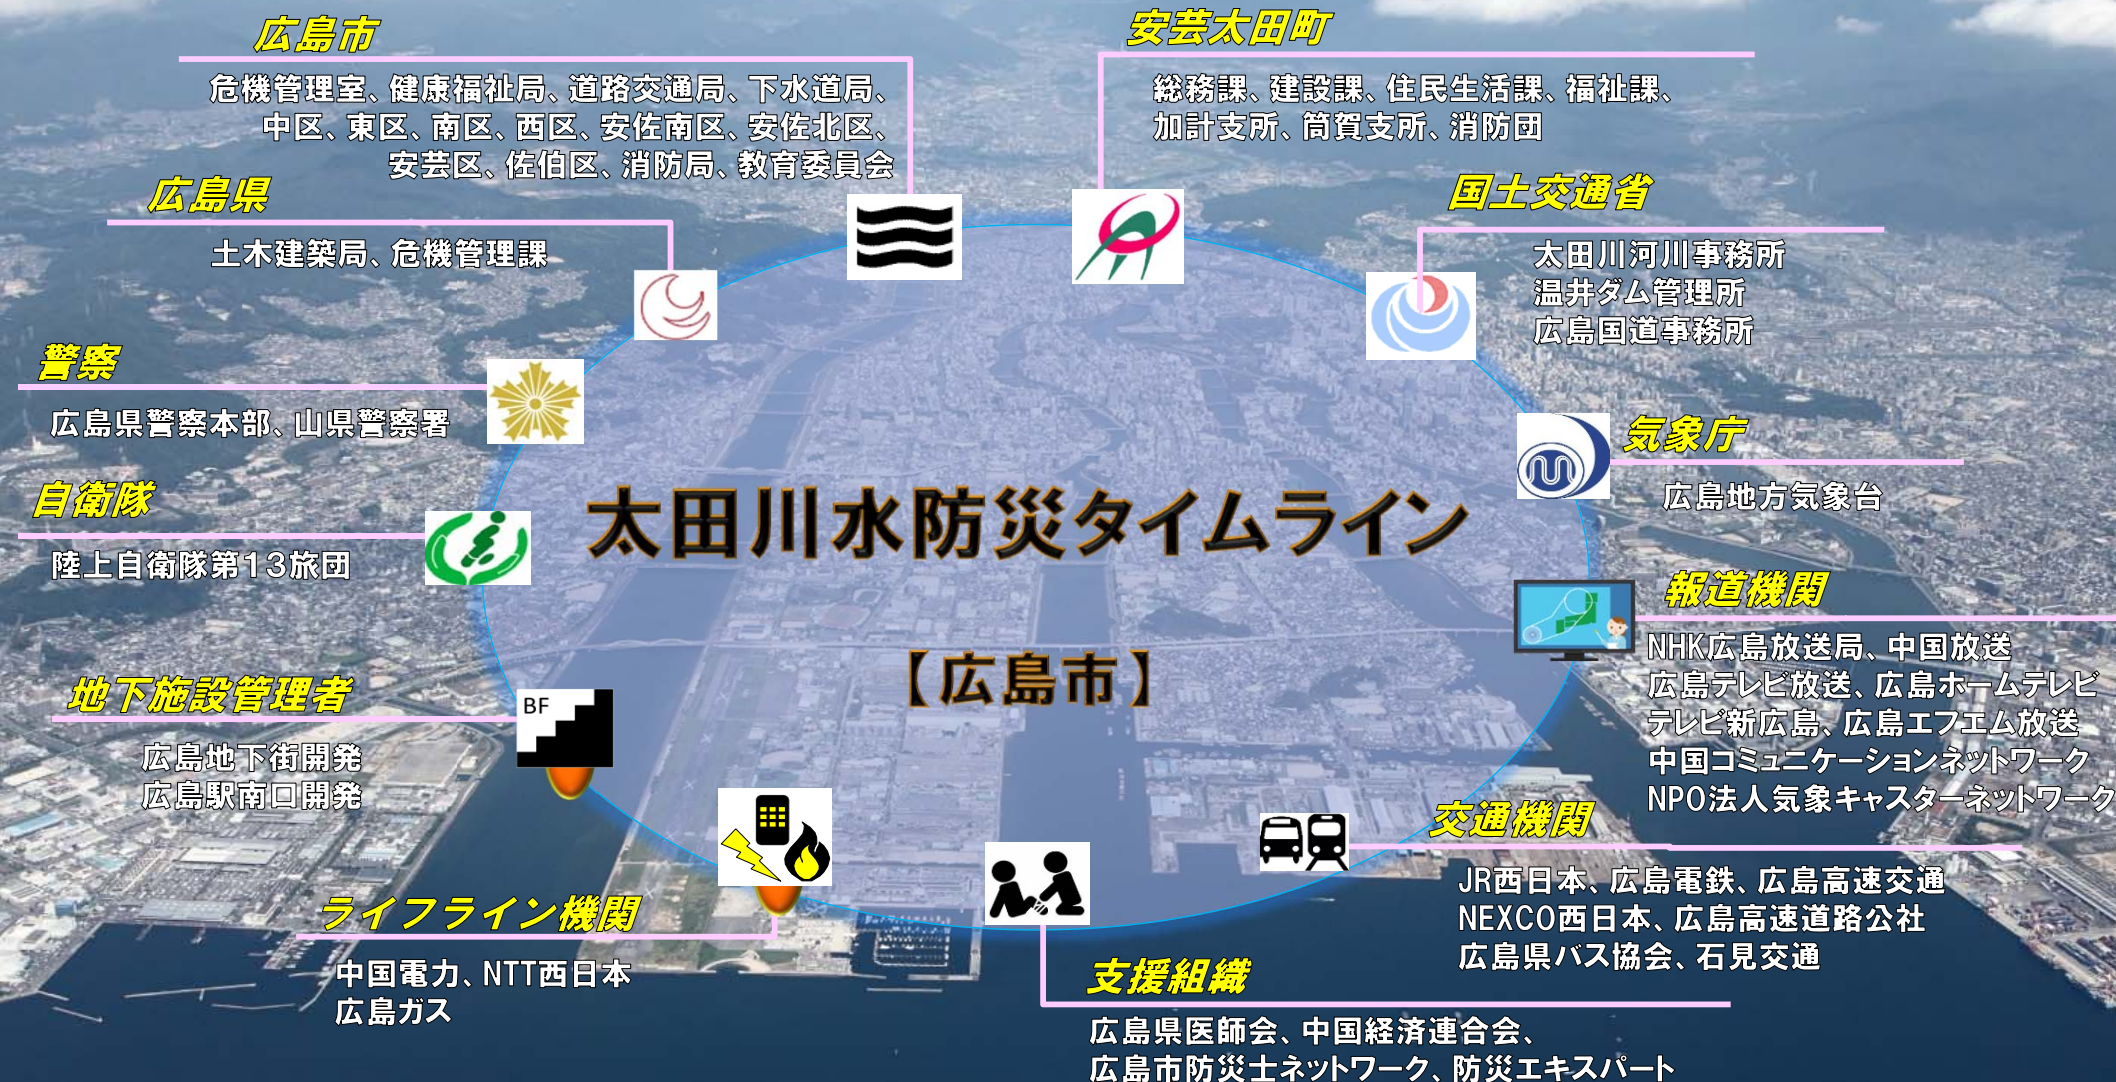 広島市
危機管理室、健康福祉局、道路交通局、下水道局、
中区、東区、南区、西区、安佐南区、安佐北区、
安芸区、佐伯区、消防局、教育委員会
安芸太田町
総務課、建設課、住民生活課、福祉課、
加計支所、筒賀支所、消防団
広島県
土木建築局、危機管理課
国土交通省
太田川河川事務所
温井ダム管理所
広島国道事務所
警察
広島県警察本部、山県警察署
気象庁
広島地方気象台
自衛隊
陸上自衛隊第13旅団
太田川水防災タイムライン
【広島市】
報道機関
NHK広島放送局、中国放送
広島テレビ放送、広島ホームテレビ
テレビ新広島、広島エフエム放送
中国コミュニケーションネットワーク
NPO法人気象キャスターネットワーク
地下施設管理者
BF
広島地下街開発
広島駅南口開発
交通機関
JR西日本、広島電鉄、広島高速交通
NEXCO西日本、広島高速道路公社
広島県バス協会、石見交通
ライフライン機関
中国電力、NTT西日本
広島ガス
支援組織
広島県医師会、中国経済連合会、
広島市防災士ネットワーク、防災エキスパート